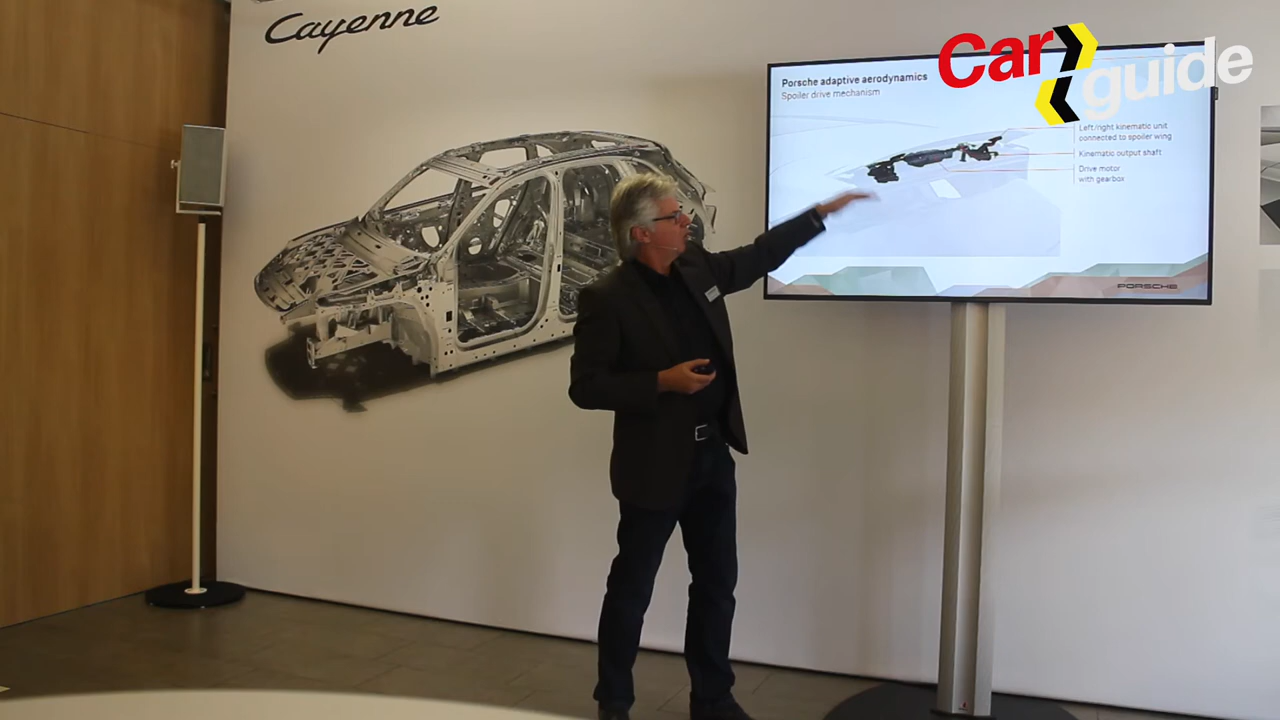 Cayenne
Car
guide
Porsche adaptive aerodynamics
Spoiler drive mechanism
Left/right kinematic unit
connected to spoiler wing
Kinematic output shaft
Drive motor
with gearbox
PORSCHE